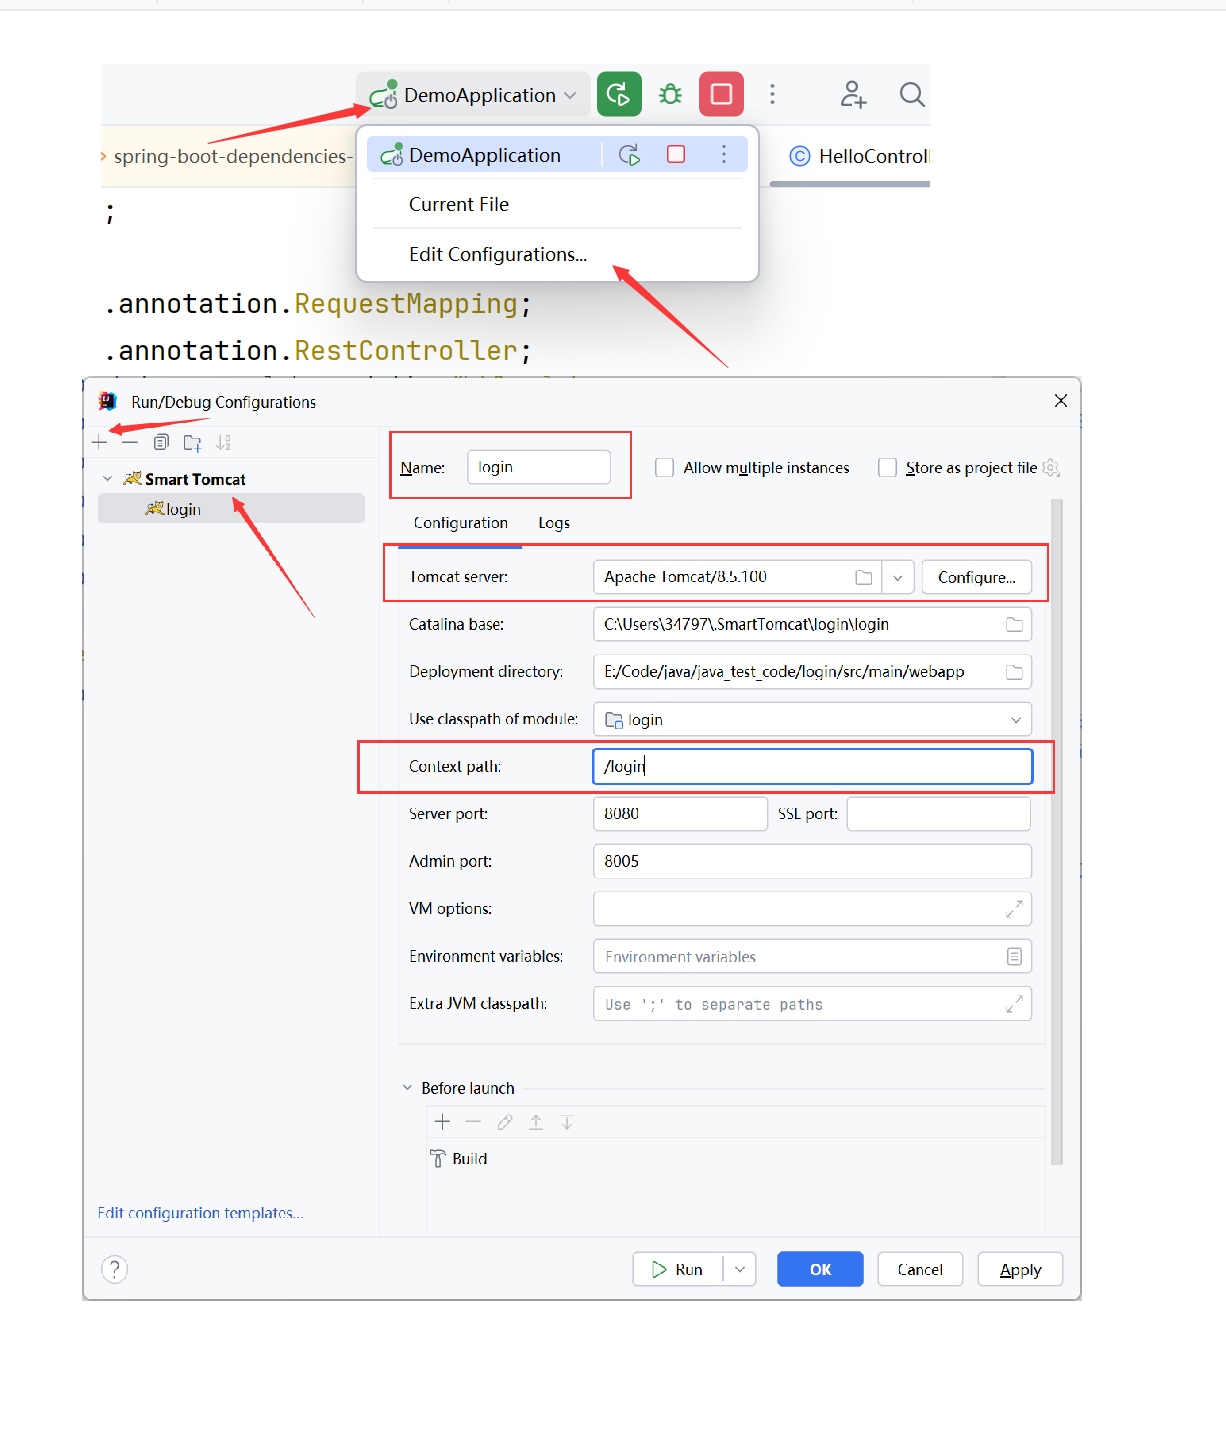 DemoApplication
spring-boot-dependencies-
DemoApplication
HelloControll
Current File
;
Edit Configurations...
.annotation.RequestMapping;
.annotation.RestController;
Run/Debug Configurations
Name:
login
Allow multiple instances
Store as project file
Smart Tomcat
login
Configuration
Logs
Tomcat server:
Apache Tomcat/8.5.100
Configure...
Catalina base:
C:\Users\34797\.SmartTomcat\login\login
Deployment directory:
E:/Code/java/java_test_code/login/src/main/webapp
Use classpath of module:
login
Context path:
/login
Server port:
8080
SSL port:
Admin port:
8005
VM options:
Environment variables:
Environment variables
Extra JVM classpath:
Use ';' to separate paths
Before launch
Build
Edit configuration templates...
?
Run
OK
Cancel
Apply